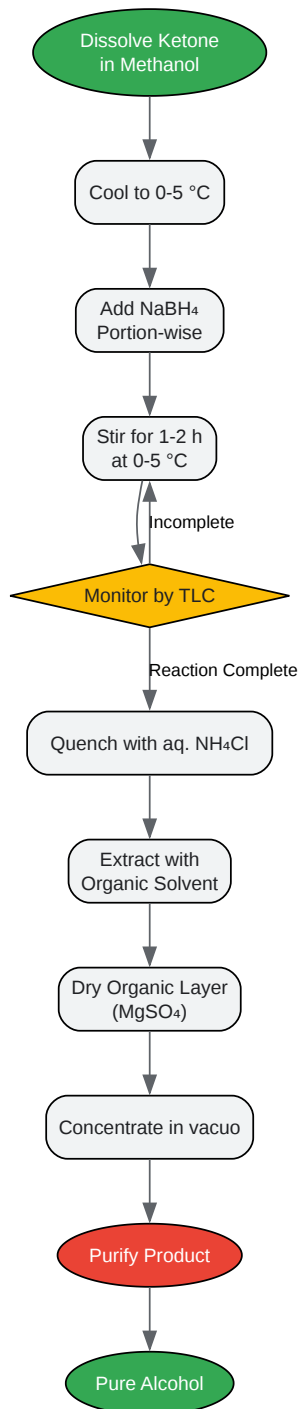 Dissolve Ketone
in Methanol
Cool to 0-5 °C
Add NaBH₄
Portion-wise
Stir for 1-2 h
at 0-5 °C
Incomplete
Monitor by TLC
Reaction Complete
Quench with aq. NH₄Cl
Extract with
Organic Solvent
Dry Organic Layer
(MgSO₄)
Concentrate in vacuo
Purify Product
Pure Alcohol